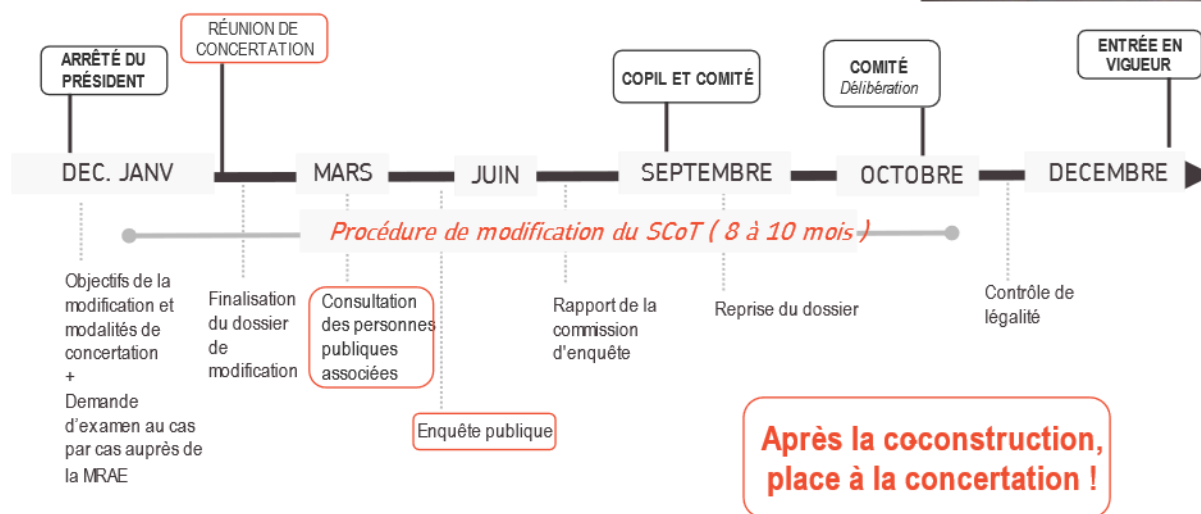 RÉUNION DE
CONCERTATION
ARRÊTÉ DU
PRÉSIDENT
COPIL ET COMITÉ
COMITÉ
Délibération
ENTRÉE EN
VIGUEUR
DEC. JANV
MARS
JUIN
SEPTEMBRE
OCTOBRE
DECEMBRE
Procédure de modification du SCoT ( 8 à 10 mois )
Objectifs de la
modification et
modalités de
concertation
+
Demande
d'examen au cas
par cas auprès de
la MRAE
Finalisation
du dossier
de
modification
Consultation
des personnes
publiques
associées
Enquête publique
Rapport de la
commission
d'enquête
Reprise du dossier
Contrôle de
légalité
Après la co-construction,
place à la concertation !